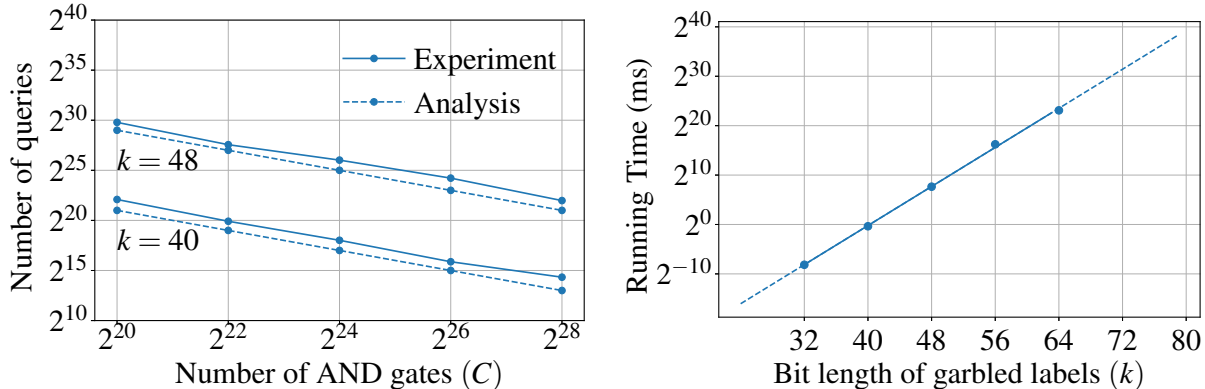 2^40
2^35
2^30
2^25
2^20
2^15
2^10
Number of queries
Experiment
Analysis
k = 48
k = 40
2^20 2^22 2^24 2^26 2^28
Number of AND gates (C)
2^40
2^30
2^20
2^10
2^0
2^−10
Running Time (ms)
32 40 48 56 64 72 80
Bit length of garbled labels (k)